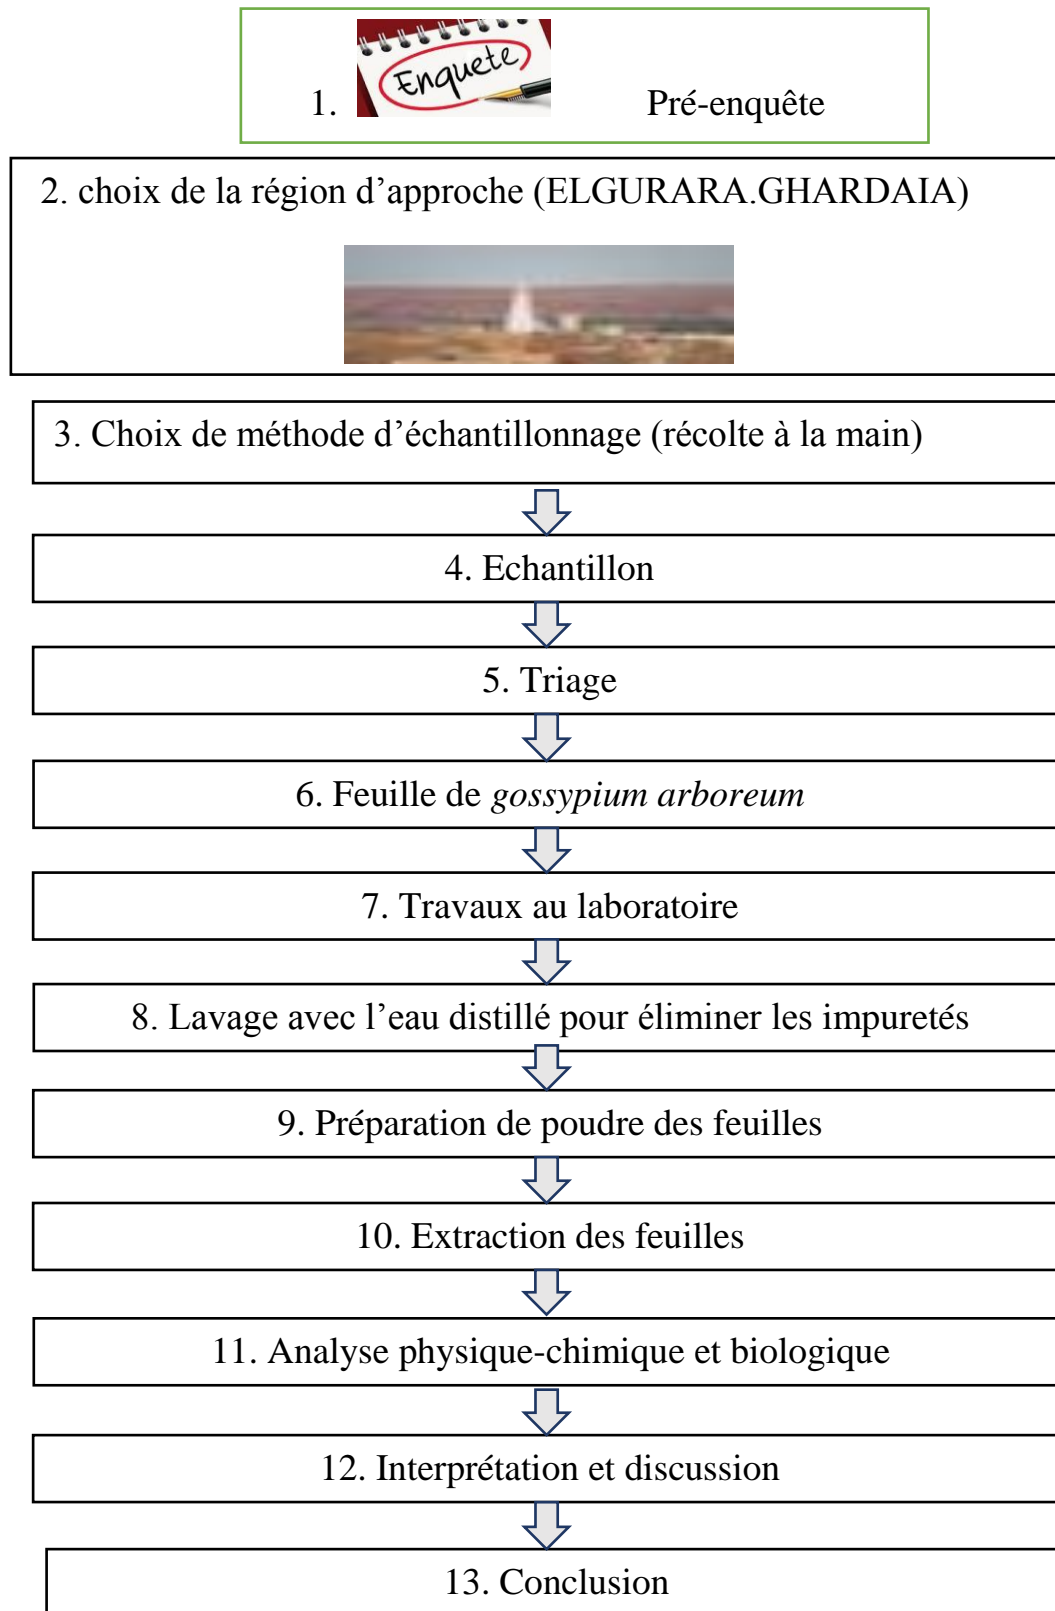 Enquete
1. Pré-enquête
2. choix de la région d’approche (ELGURARA.GHARDAIA)
3. Choix de méthode d’échantillonnage (récolte à la main)
4. Echantillon
5. Triage
6. Feuille de gossypium arboreum
7. Travaux au laboratoire
8. Lavage avec l’eau distillé pour éliminer les impuretés
9. Préparation de poudre des feuilles
10. Extraction des feuilles
11. Analyse physique-chimique et biologique
12. Interprétation et discussion
13. Conclusion